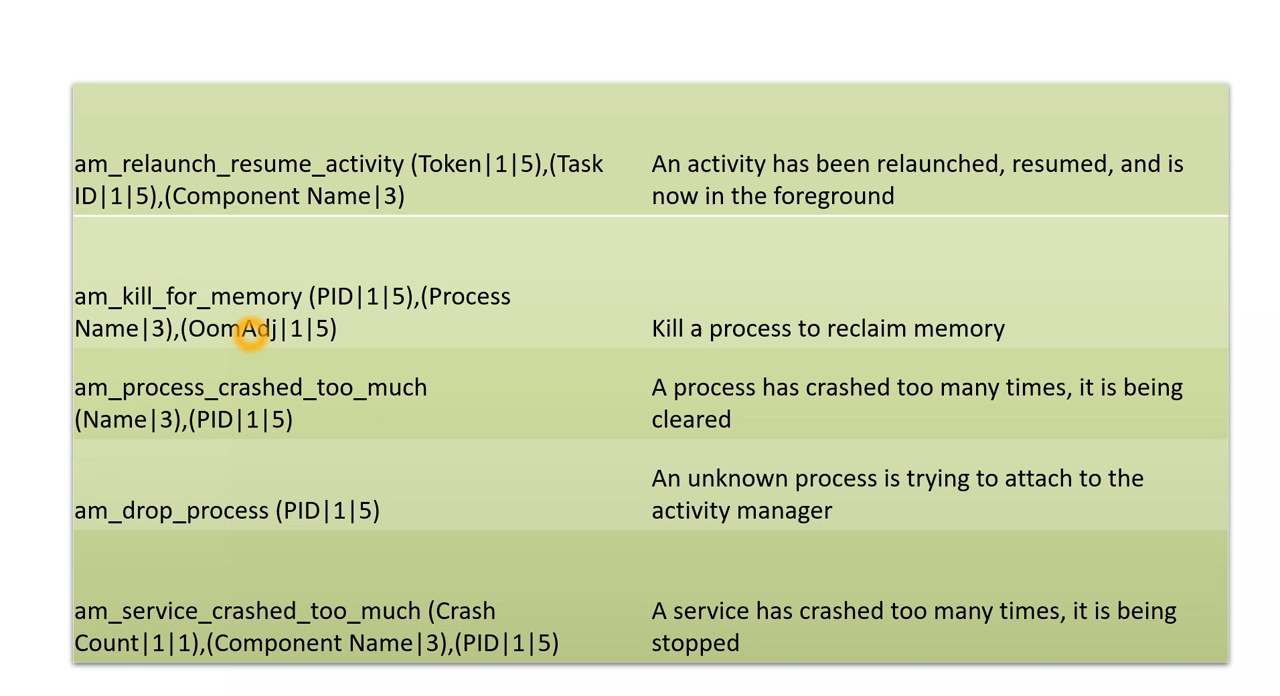 am_relaunch_resume_activity (Token|1|5),(Task
ID|1|5),(Component Name|3)
An activity has been relaunched, resumed, and is
now in the foreground
am_kill_for_memory (PID|1|5),(Process
Name|3),(OomAdj|1|5)
Kill a process to reclaim memory
am_process_crashed_too_much
(Name|3),(PID|1|5)
A process has crashed too many times, it is being
cleared
am_drop_process (PID|1|5)
An unknown process is trying to attach to the
activity manager
am_service_crashed_too_much (Crash
Count|1|1),(Component Name|3),(PID|1|5)
A service has crashed too many times, it is being
stopped